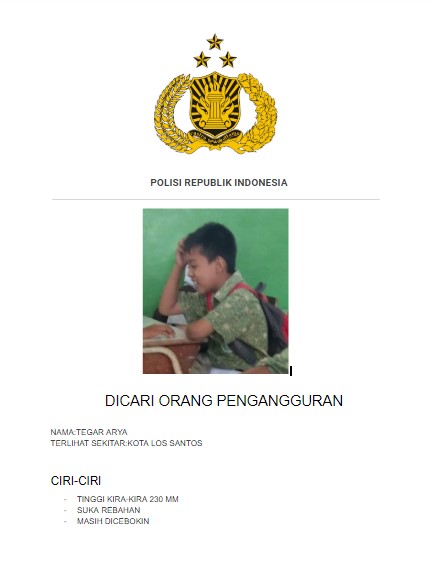 POLISI REPUBLIK INDONESIA
DICARI ORANG PENGANGGURAN
NAMA:TEGAR ARYA
TERLIHAT SEKITAR:KOTA LOS SANTOS
CIRI-CIRI
- TINGGI KIRA-KIRA 230 MM
- SUKA REBAHAN
- MASIH DICEBOKIN